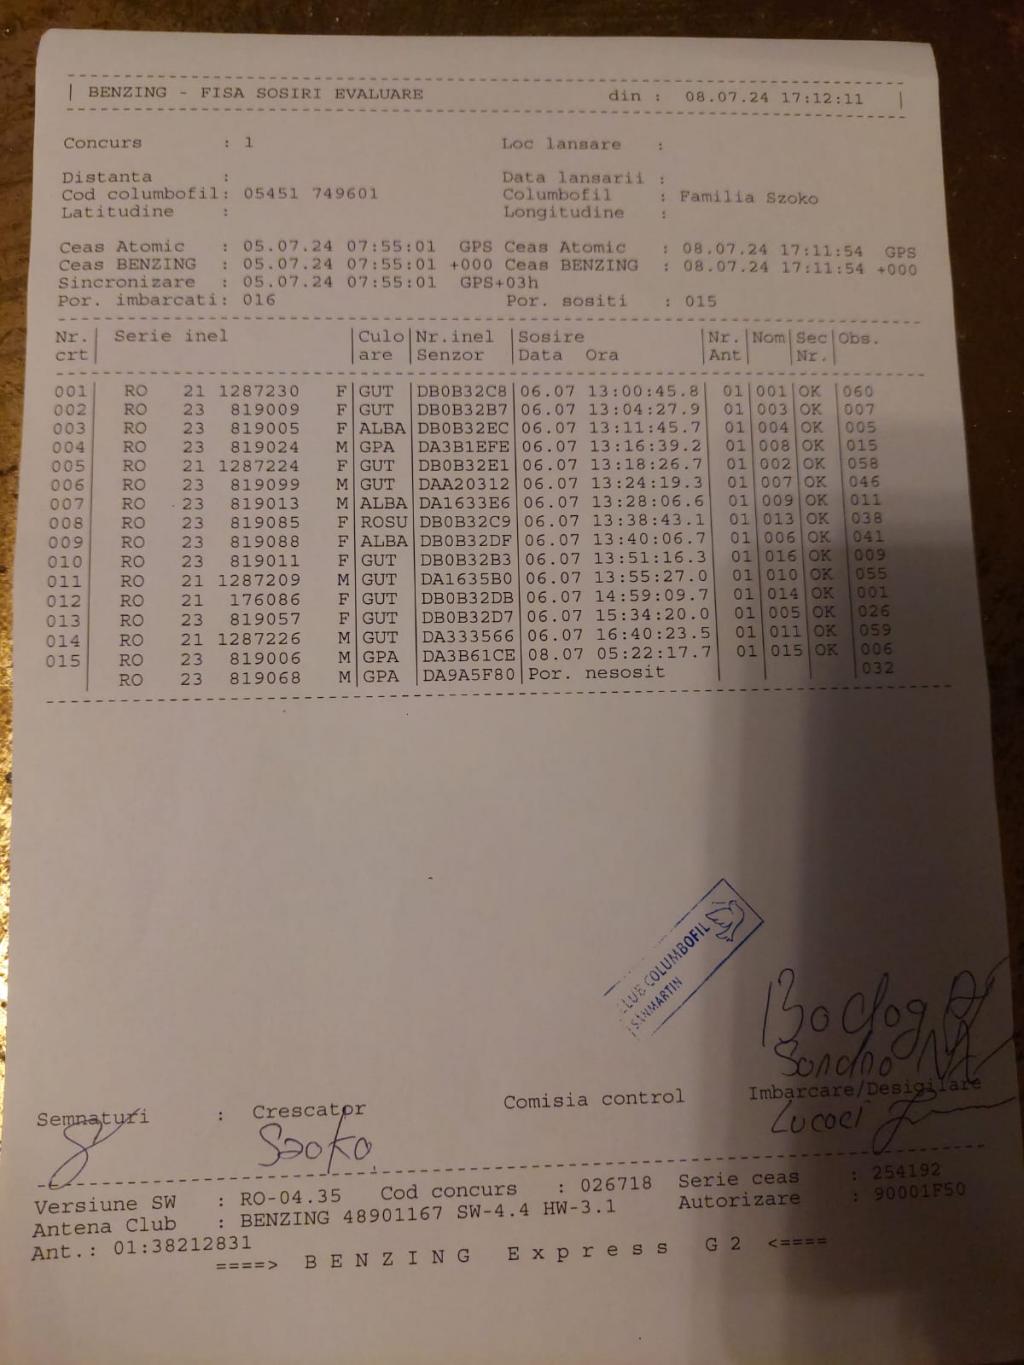 BENZING - FISA SOSIRI EVALUARE din : 08.07.24 17:12:11
Concurs : 1 Loc lansare :
Distanta : Data lansarii :
Cod columbofil: 05451 749601 Columbofil : Familia Szoko
Latitudine : Longitudine :
Ceas Atomic : 05.07.24 07:55:01 GPS Ceas Atomic : 08.07.24 17:11:54 GPS
Ceas BENZING : 05.07.24 07:55:01 +000 Ceas BENZING : 08.07.24 17:11:54 +000
Sincronizare : 05.07.24 07:55:01 GPS+03h
Por. imbarcati: 016 Por. sositi : 015
Nr. | Serie inel | Culo | Nr.inel | Sosire | Nr. | Nom | Sec | Obs.
crt | | are | Senzor | Data Ora | Ant | | Nr. |
001 | RO 21 1287230 F | GUT | DB0B32C8 | 06.07 13:00:45.8 | 01 | 001 | OK | 060
002 | RO 23 819009 F | GUT | DB0B32B7 | 06.07 13:04:27.9 | 01 | 003 | OK | 007
003 | RO 23 819005 F | ALBA | DB0B32EC | 06.07 13:11:45.7 | 01 | 004 | OK | 005
004 | RO 23 819024 M | GPA | DA3B1EFE | 06.07 13:16:39.2 | 01 | 008 | OK | 015
005 | RO 21 1287224 F | GUT | DB0B32E1 | 06.07 13:18:26.7 | 01 | 002 | OK | 058
006 | RO 23 819099 M | GUT | DAA20312 | 06.07 13:24:19.3 | 01 | 007 | OK | 046
007 | RO 23 819013 M | ALBA | DA1633E6 | 06.07 13:28:06.6 | 01 | 009 | OK | 011
008 | RO 23 819085 F | ROSU | DB0B32C9 | 06.07 13:38:43.1 | 01 | 013 | OK | 038
009 | RO 23 819088 F | ALBA | DB0B32DF | 06.07 13:40:06.7 | 01 | 006 | OK | 041
010 | RO 23 819011 F | GUT | DB0B32B3 | 06.07 13:51:16.3 | 01 | 016 | OK | 009
011 | RO 21 1287209 M | GUT | DA1635B0 | 06.07 13:55:27.0 | 01 | 010 | OK | 055
012 | RO 21 176086 F | GUT | DB0B32DB | 06.07 14:59:09.7 | 01 | 014 | OK | 001
013 | RO 23 819057 F | GUT | DB0B32D7 | 06.07 15:34:20.0 | 01 | 005 | OK | 026
014 | RO 21 1287226 M | GUT | DA333566 | 06.07 16:40:23.5 | 01 | 011 | OK | 059
015 | RO 23 819006 M | GPA | DA3B61CE | 08.07 05:22:17.7 | 01 | 015 | OK | 006
RO 23 819068 M | GPA | DA9A5F80 | Por. nesosit | | | | 032
COLUMBOFIL
SANMARTIN
Bodog
Sandro
Semnaturi : Crescator Comisia control Imbarcare/Desigilare
Szoko
Versiune SW : RO-04.35 Cod concurs : 026718 Serie ceas : 254192
Antena Club : BENZING 48901167 SW-4.4 HW-3.1 Autorizare : 90001F50
Ant.: 01:38212831
====> B E N Z I N G E x p r e s s G 2 <====